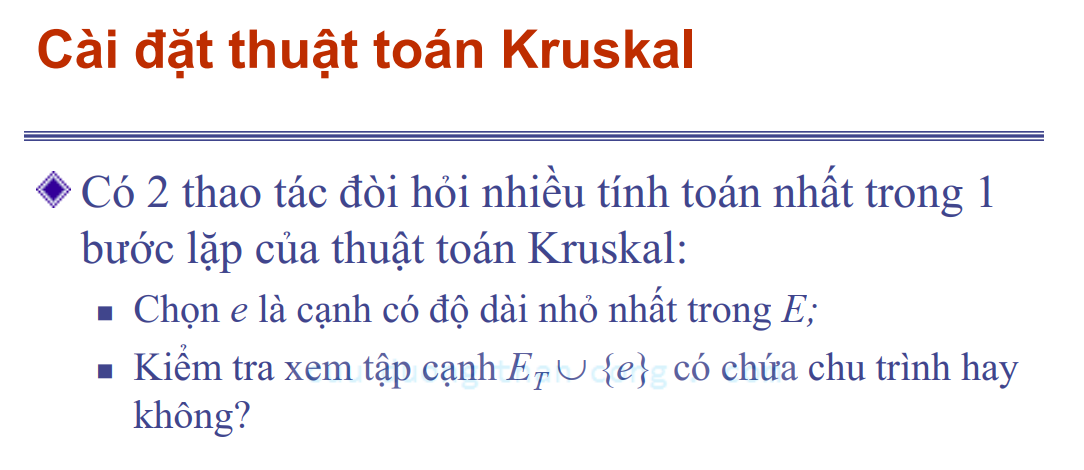 Cài đặt thuật toán Kruskal
Có 2 thao tác đòi hỏi nhiều tính toán nhất trong 1
bước lặp của thuật toán Kruskal:
Chọn e là cạnh có độ dài nhỏ nhất trong E;
Kiểm tra xem tập cạnh E_T ∪ {e} có chứa chu trình hay
không?